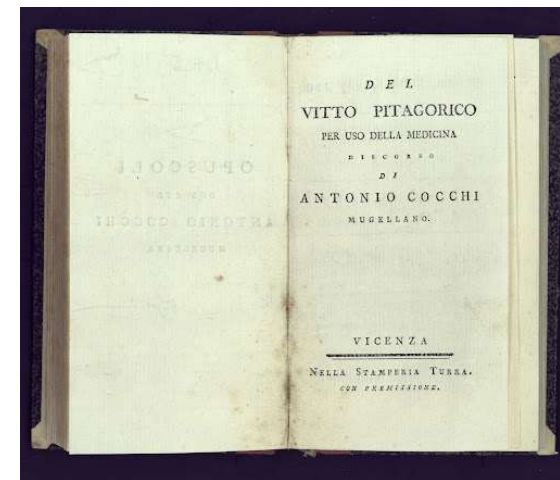 DEL
VITTO PITAGORICO
PER USO DELLA MEDICINA
DISCORSO
DI
ANTONIO COCCHI
MUGELLANO.
VICENZA
NELLA STAMPERIA TURRA.
CON PERMISSIONE.